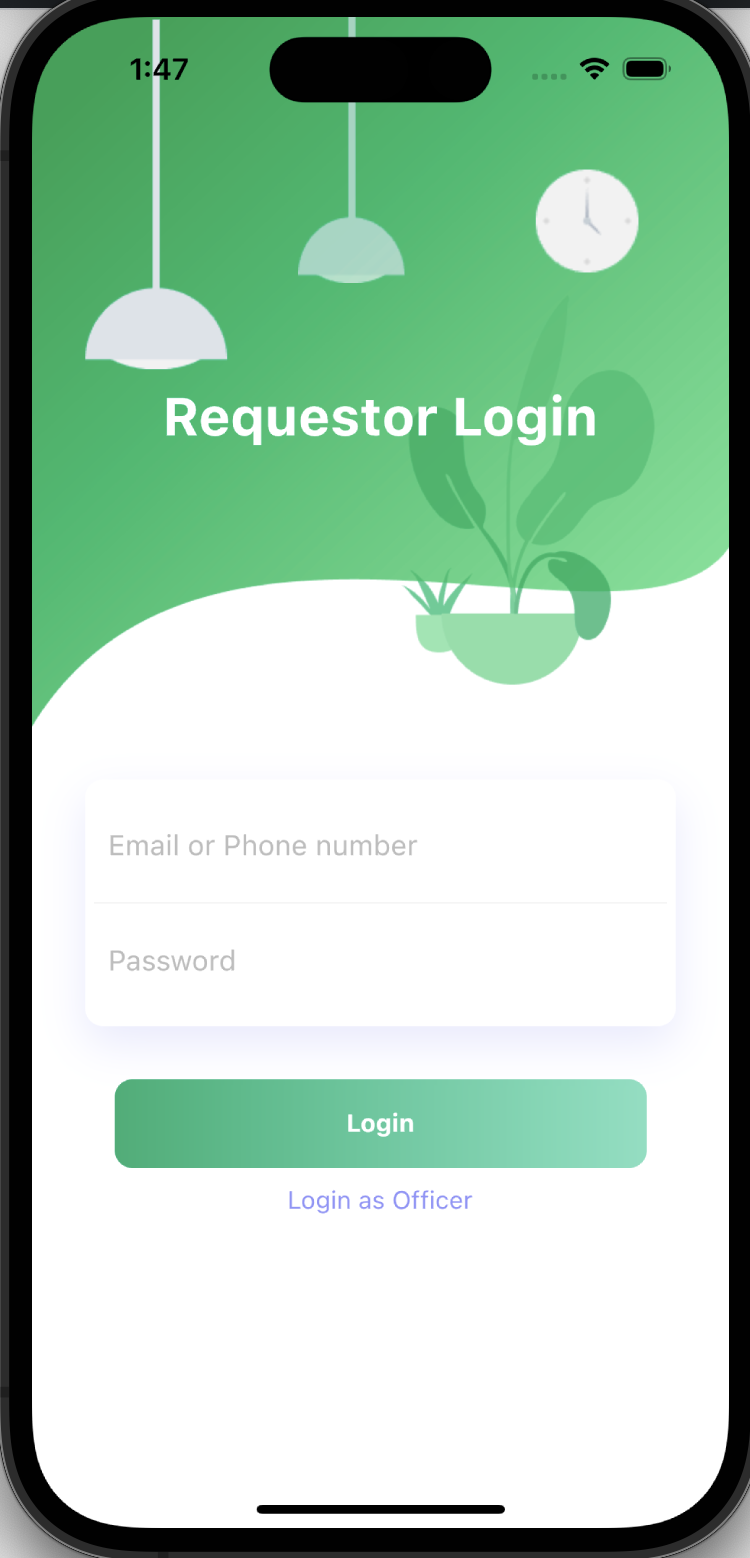 1:47
Requestor Login
Email or Phone number
Password
Login
Login as Officer